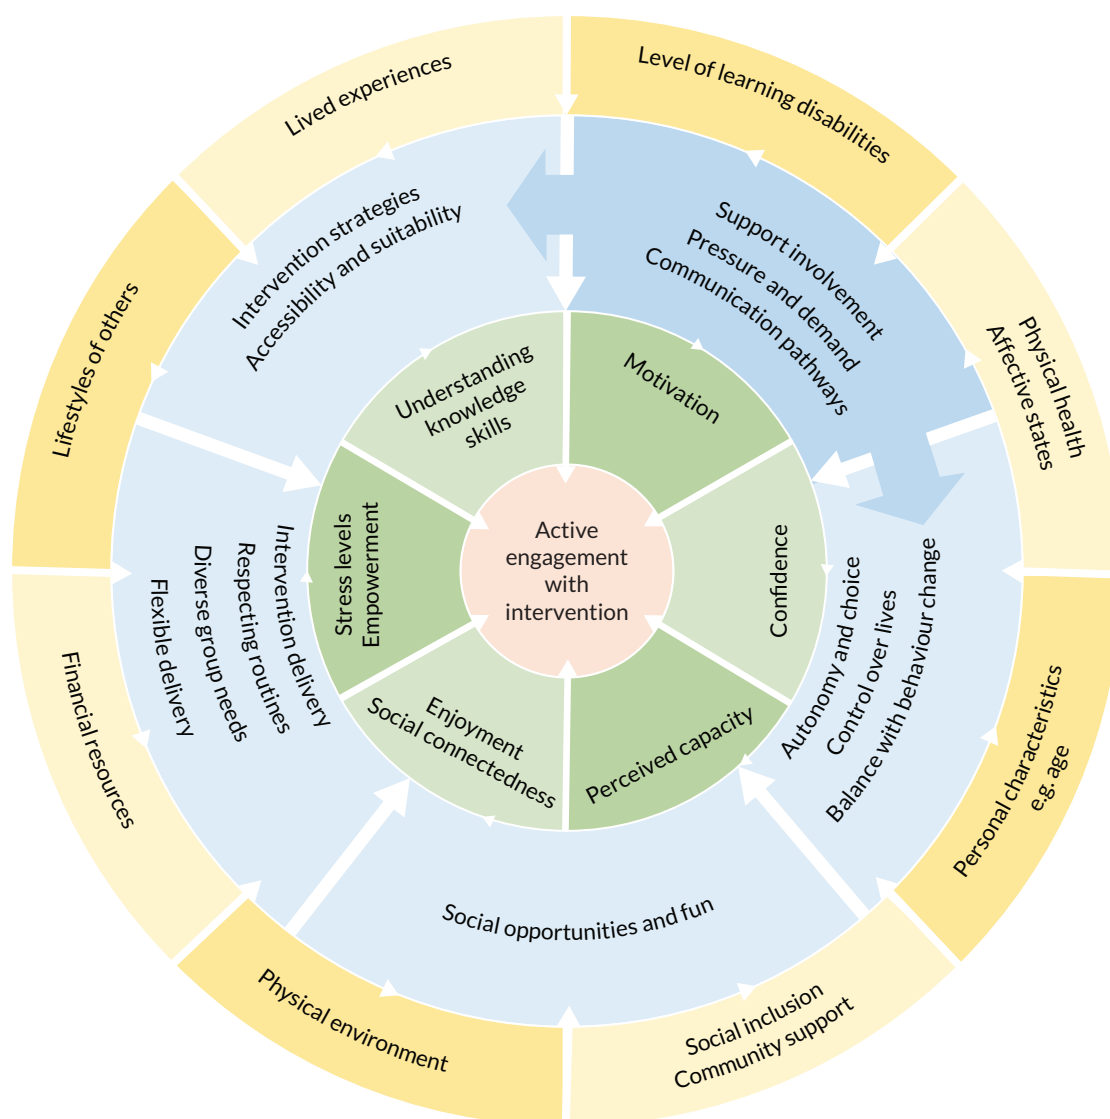 Lived experiences
Level of learning disabilities
Physical health
Affective states
Personal characteristics
e.g. age
Social inclusion
Community support
Physical environment
Financial resources
Lifestyles of others
Intervention strategies
Accessibility and suitability
Support involvement
Pressure and demand
Communication pathways
Autonomy and choice
Control over lives
Balance with behaviour change
Social opportunities and fun
Intervention delivery
Respecting routines
Diverse group needs
Flexible delivery
Understanding
knowledge
skills
Motivation
Confidence
Perceived capacity
Enjoyment
Social connectedness
Stress levels
Empowerment
Active
engagement
with
intervention